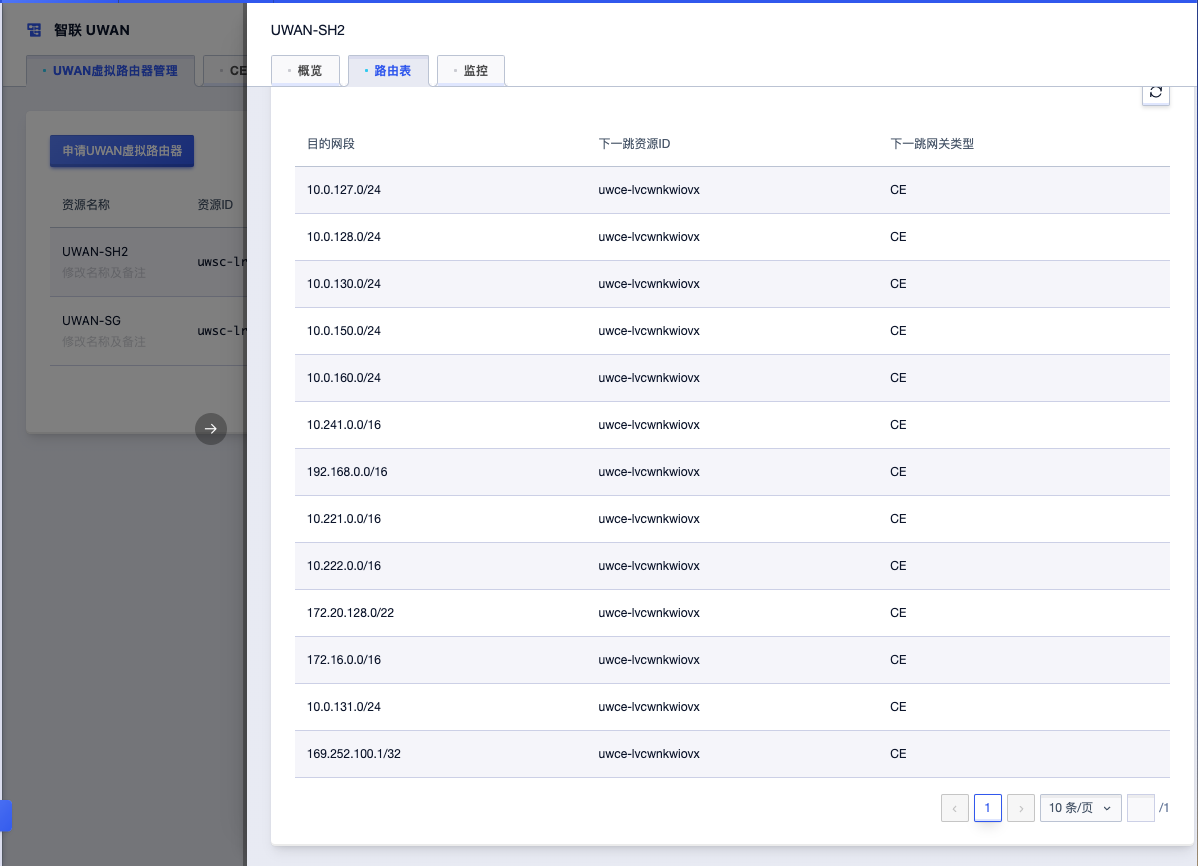 智联 UWAN
UWAN虚拟路由器管理
CE
申请UWAN虚拟路由器
资源名称 资源ID
UWAN-SH2
修改名称及备注
uwsc-lr
UWAN-SG
修改名称及备注
uwsc-lr
UWAN-SH2
概览 路由表 监控
目的网段 下一跳资源ID 下一跳网关类型
10.0.127.0/24 uwce-lvcwnkwiovx CE
10.0.128.0/24 uwce-lvcwnkwiovx CE
10.0.130.0/24 uwce-lvcwnkwiovx CE
10.0.150.0/24 uwce-lvcwnkwiovx CE
10.0.160.0/24 uwce-lvcwnkwiovx CE
10.241.0.0/16 uwce-lvcwnkwiovx CE
192.168.0.0/16 uwce-lvcwnkwiovx CE
10.221.0.0/16 uwce-lvcwnkwiovx CE
10.222.0.0/16 uwce-lvcwnkwiovx CE
172.20.128.0/22 uwce-lvcwnkwiovx CE
172.16.0.0/16 uwce-lvcwnkwiovx CE
10.0.131.0/24 uwce-lvcwnkwiovx CE
169.252.100.1/32 uwce-lvcwnkwiovx CE
1 10 条/页 /1